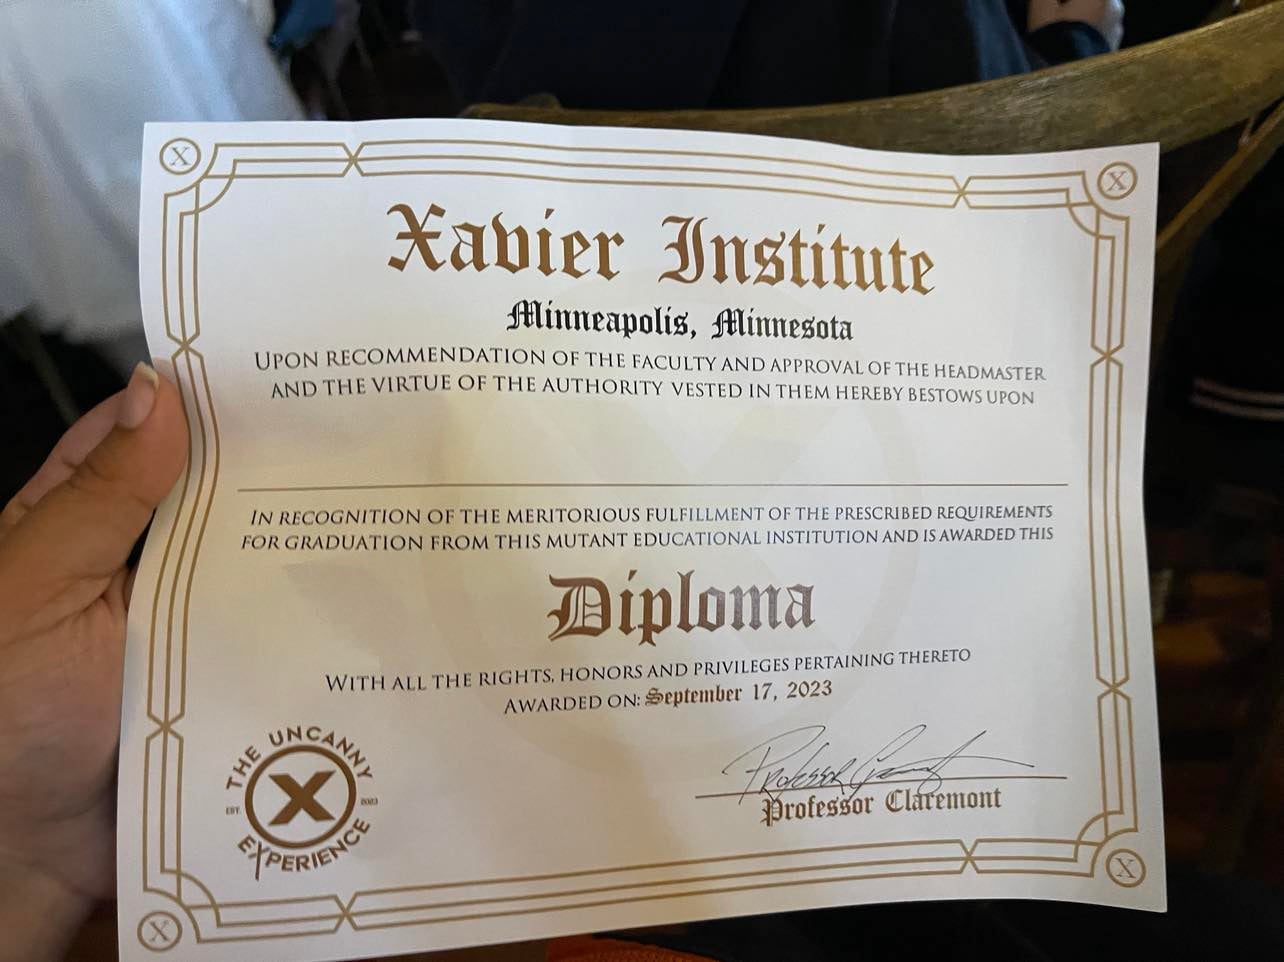 X
X
Xavier Institute
Minneapolis, Minnesota
UPON RECOMMENDATION OF THE FACULTY AND APPROVAL OF THE HEADMASTER
AND THE VIRTUE OF THE AUTHORITY VESTED IN THEM HEREBY BESTOWS UPON
IN RECOGNITION OF THE MERITORIOUS FULFILLMENT OF THE PRESCRIBED REQUIREMENTS
FOR GRADUATION FROM THIS MUTANT EDUCATIONAL INSTITUTION AND IS AWARDED THIS
Diploma
WITH ALL THE RIGHTS, HONORS AND PRIVILEGES PERTAINING THERETO
AWARDED ON: September 17, 2023
THE UNCANNY
EST. X 2023
EXPERIENCE
Professor Claremont
Professor Claremont
X
X